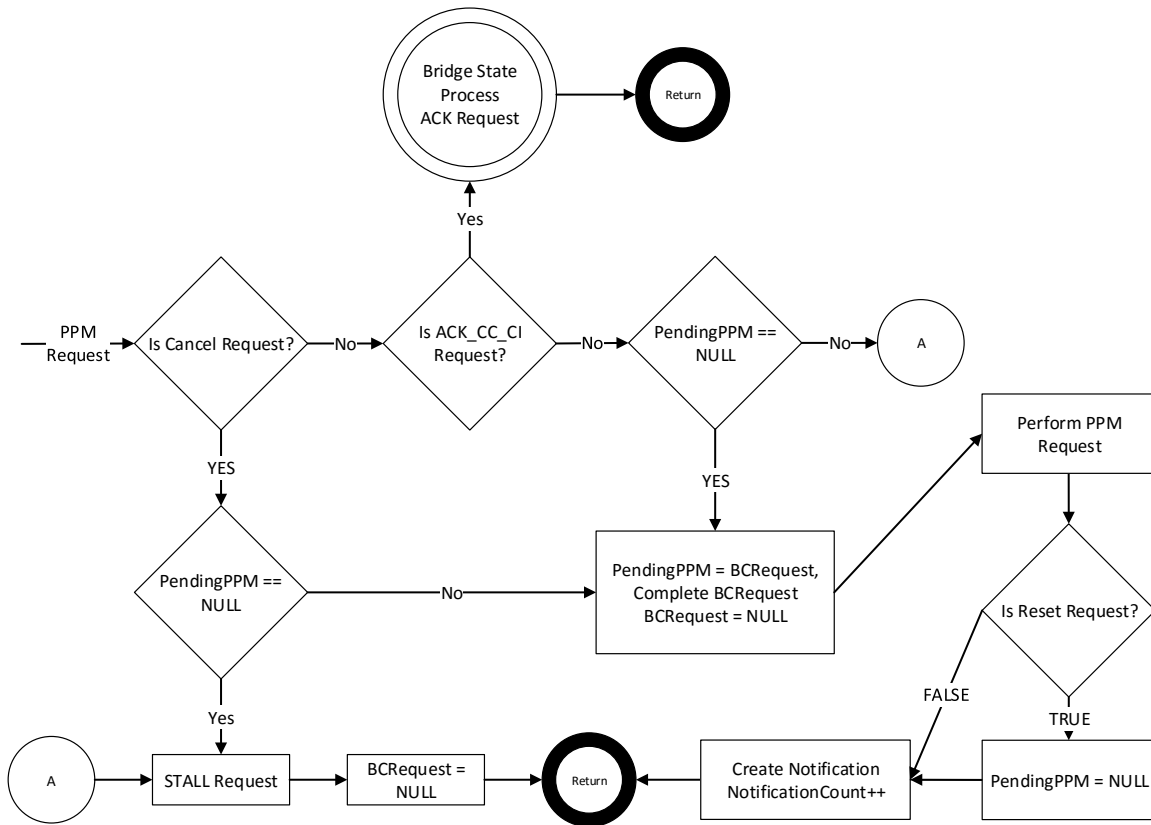 Bridge State
Process
ACK Request
Return
Yes
PPM
Request
Is Cancel Request?
No
Is ACK_CC_CI
Request?
No
PendingPPM ==
NULL
No
A
YES
YES
Perform PPM
Request
PendingPPM ==
NULL
No
PendingPPM = BCRequest,
Complete BCRequest
BCRequest = NULL
Is Reset Request?
FALSE
TRUE
Yes
A
STALL Request
BCRequest =
NULL
Return
Create Notification
NotificationCount++
PendingPPM = NULL